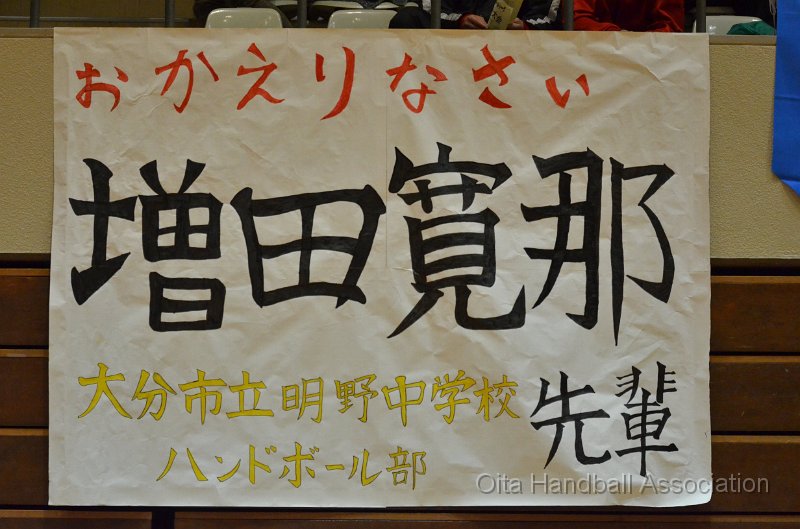 おかえりなさい
増田寛那
先輩
大分市立明野中学校
ハンドボール部
Oita Handball Association